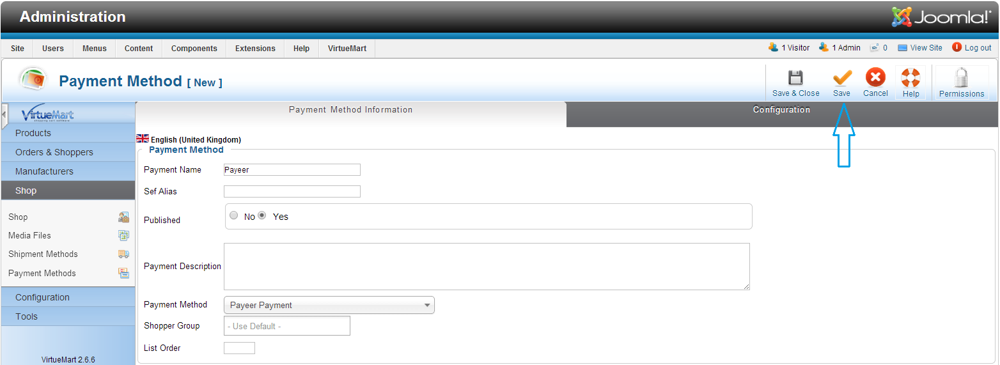 Administration
Joomla!
Site Users Menus Content Components Extensions Help VirtueMart
1 Visitor 1 Admin 0 View Site Log out
Payment Method [ New ]
Save & Close Save Cancel Help Permissions
VirtueMart
Payment Method Information
Configuration
Products
Orders & Shoppers
Manufacturers
Shop
Shop
Media Files
Shipment Methods
Payment Methods
Configuration
Tools
VirtueMart 2.6.6
English (United Kingdom)
Payment Method
Payment Name Payeer
Sef Alias
Published No Yes
Payment Description
Payment Method Payeer Payment
Shopper Group - Use Default -
List Order